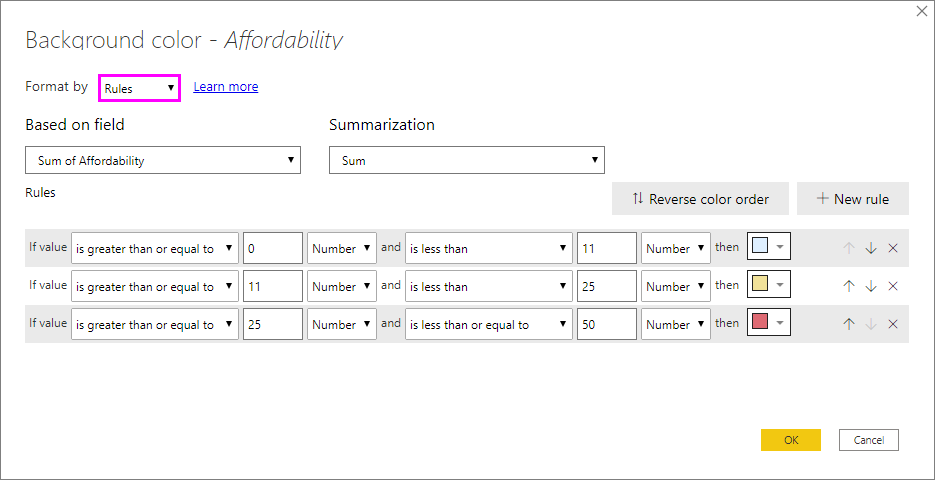 Background color - Affordability
Format by Rules Learn more
Based on field Summarization
Sum of Affordability Sum
Rules Reverse color order New rule
If value is greater than or equal to 0 Number and is less than 11 Number then
If value is greater than or equal to 11 Number and is less than 25 Number then
If value is greater than or equal to 25 Number and is less than or equal to 50 Number then
OK Cancel